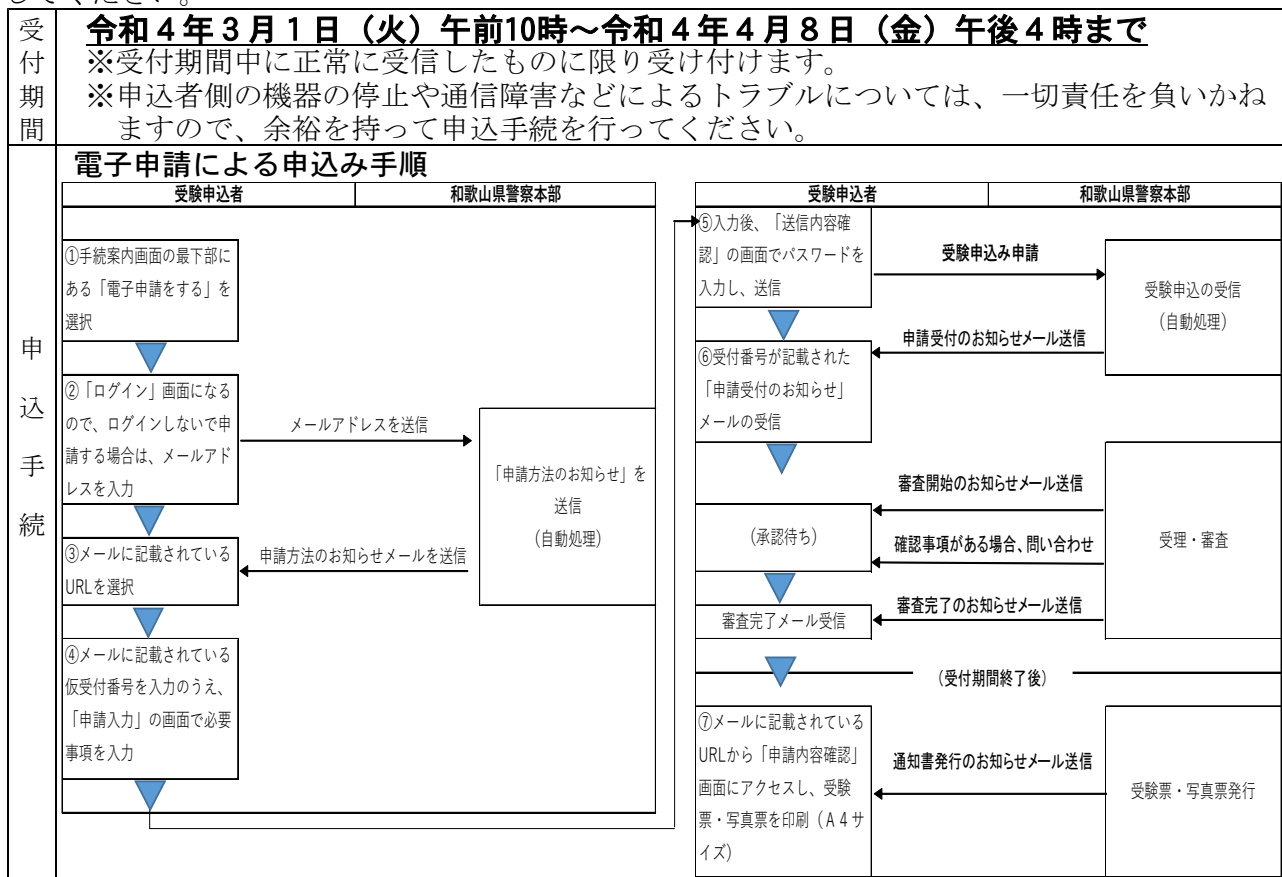 してください。
受付期間
令和４年３月１日（火）午前10時～令和４年４月８日（金）午後４時まで
※受付期間中に正常に受信したものに限り受け付けます。
※申込者側の機器の停止や通信障害などによるトラブルについては、一切責任を負いかね
ますので、余裕を持って申込手続を行ってください。
申込手続
電子申請による申込み手順
受験申込者
和歌山県警察本部
①手続案内画面の最下部に
ある「電子申請をする」を
選択
②「ログイン」画面になる
ので、ログインしないで申
請する場合は、メールアド
レスを入力
メールアドレスを送信
「申請方法のお知らせ」を
送信
(自動処理)
③メールに記載されている
URLを選択
申請方法のお知らせメールを送信
④メールに記載されている
仮受付番号を入力のうえ、
「申請入力」の画面で必要
事項を入力
受験申込者
和歌山県警察本部
⑤入力後、「送信内容確
認」の画面でパスワードを
入力し、送信
受験申込み申請
受験申込の受信
(自動処理)
申請受付のお知らせメール送信
⑥受付番号が記載された
「申請受付のお知らせ」
メールの受信
審査開始のお知らせメール送信
(承認待ち)
確認事項がある場合、問い合わせ
受理・審査
審査完了のお知らせメール送信
審査完了メール受信
(受付期間終了後)
⑦メールに記載されている
URLから「申請内容確認」
画面にアクセスし、受験
票・写真票を印刷（Ａ４サ
イズ）
通知書発行のお知らせメール送信
受験票・写真票発行